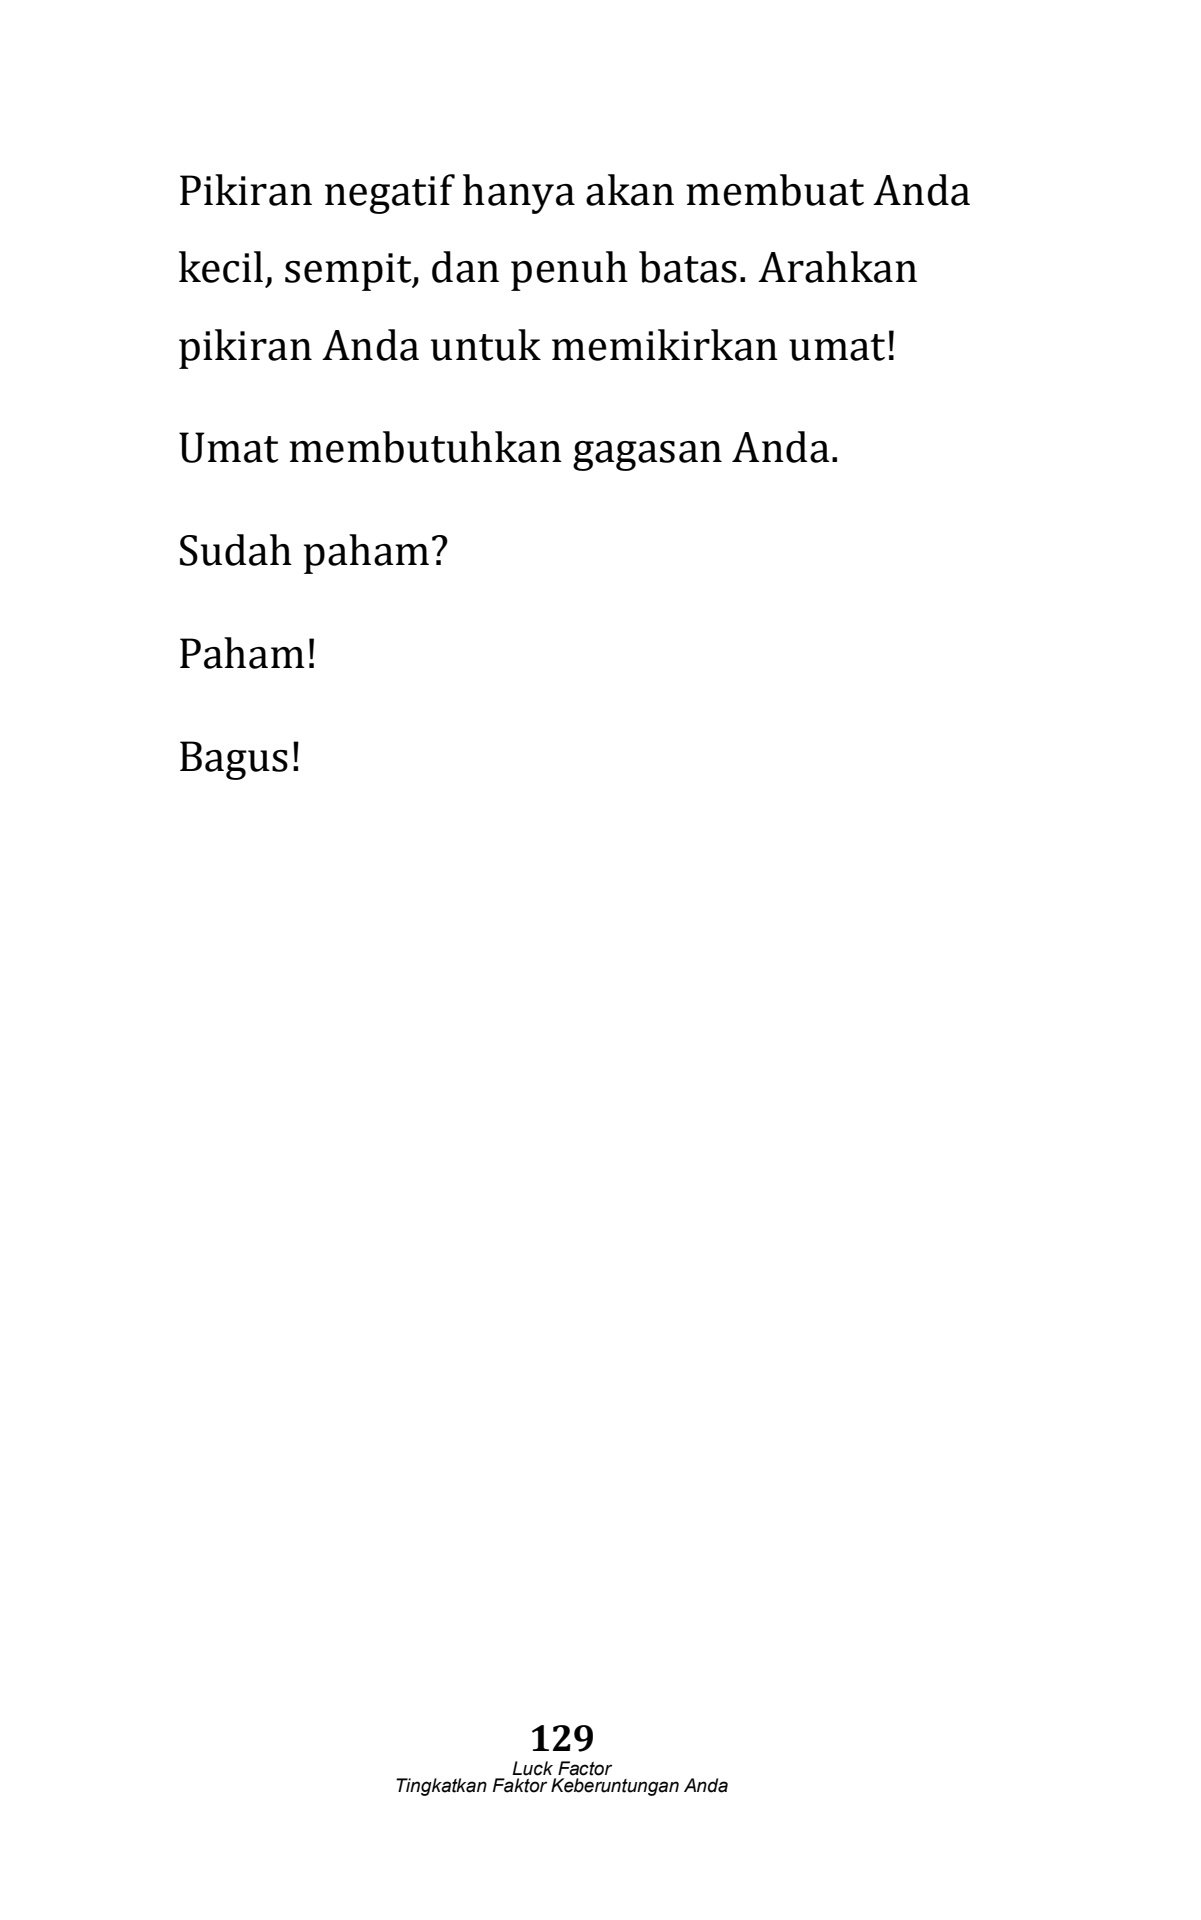 Pikiran negatif hanya akan membuat Anda
kecil, sempit, dan penuh batas. Arahkan
pikiran Anda untuk memikirkan umat!
Umat membutuhkan gagasan Anda.
Sudah paham?
Paham!
Bagus!
129
Luck Factor
Tingkatkan Faktor Keberuntungan Anda